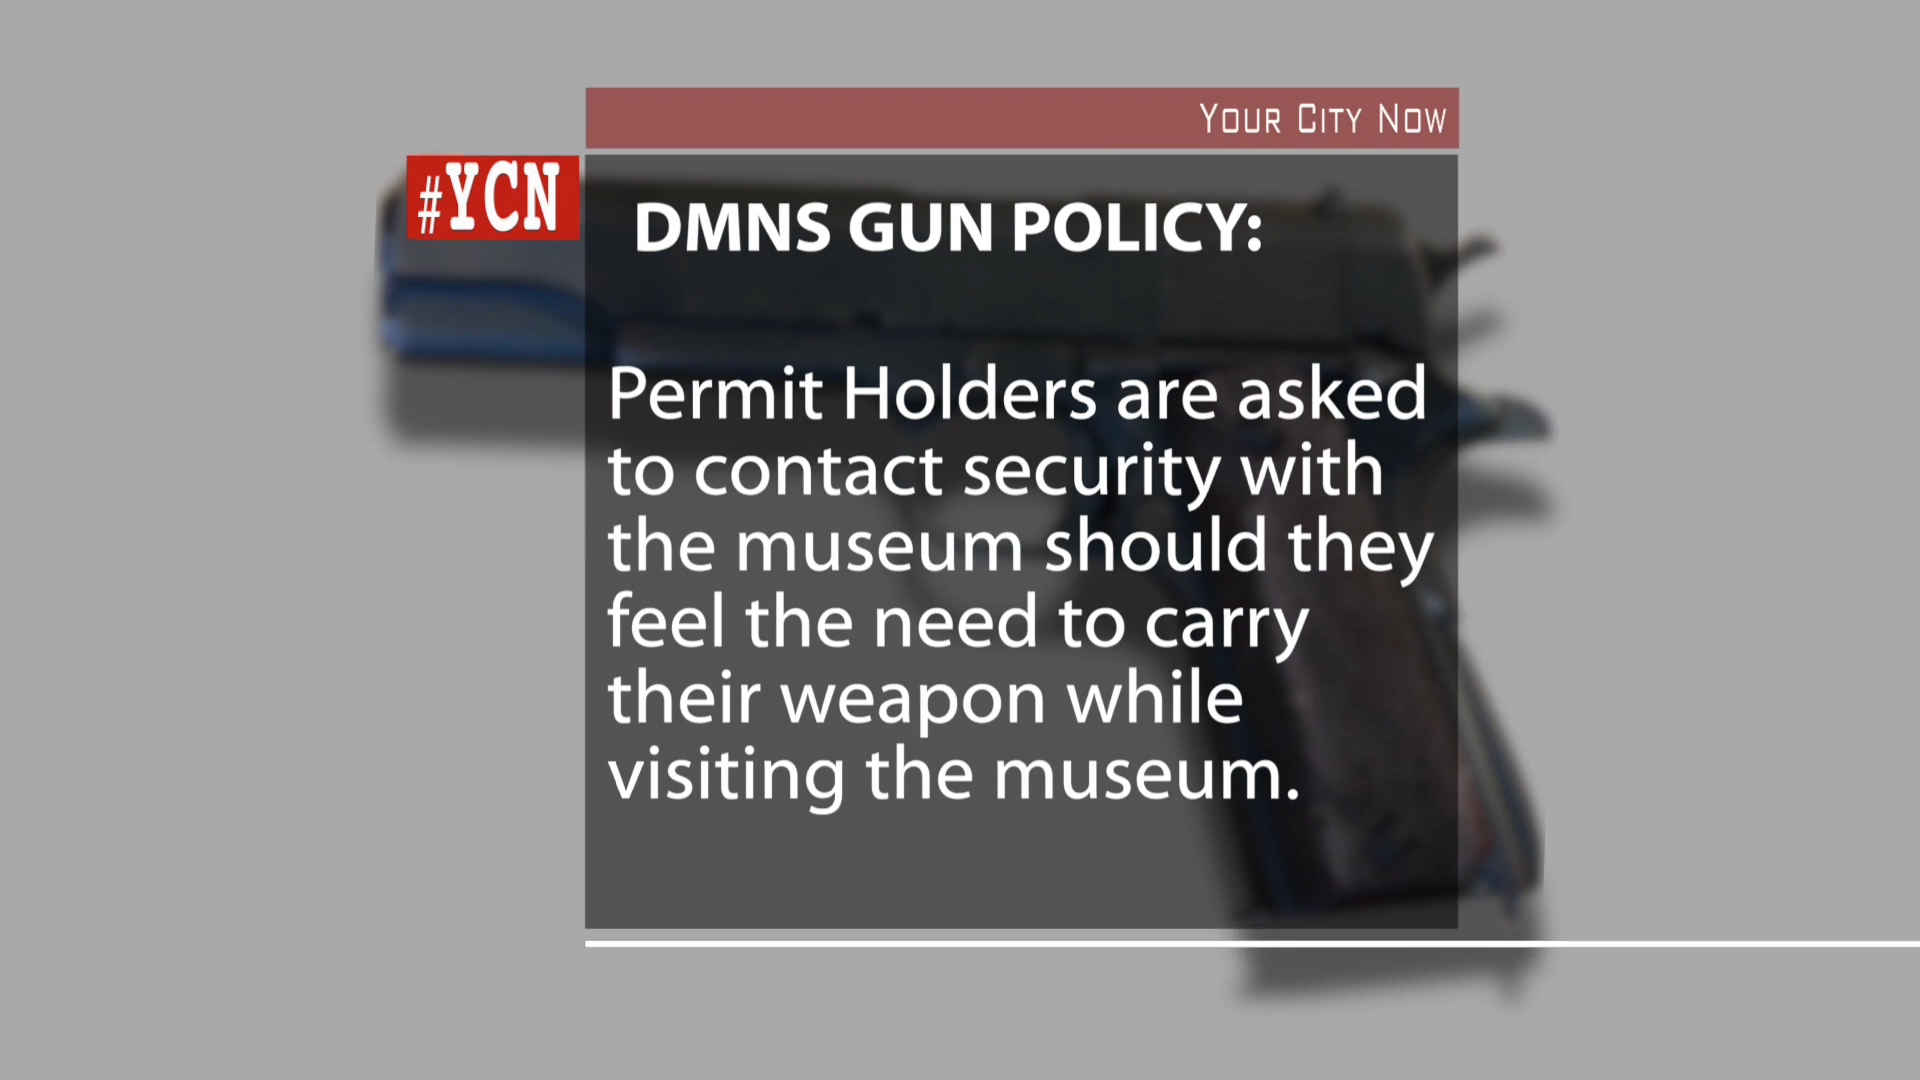 Your City Now
#YCN
DMNS GUN POLICY:
Permit Holders are asked
to contact security with
the museum should they
feel the need to carry
their weapon while
visiting the museum.